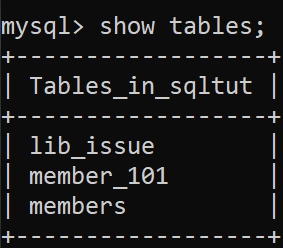 mysql> show tables;
+------------------+
| Tables_in_sqltut |
+------------------+
| lib_issue        |
| member_101       |
| members          |
+------------------+